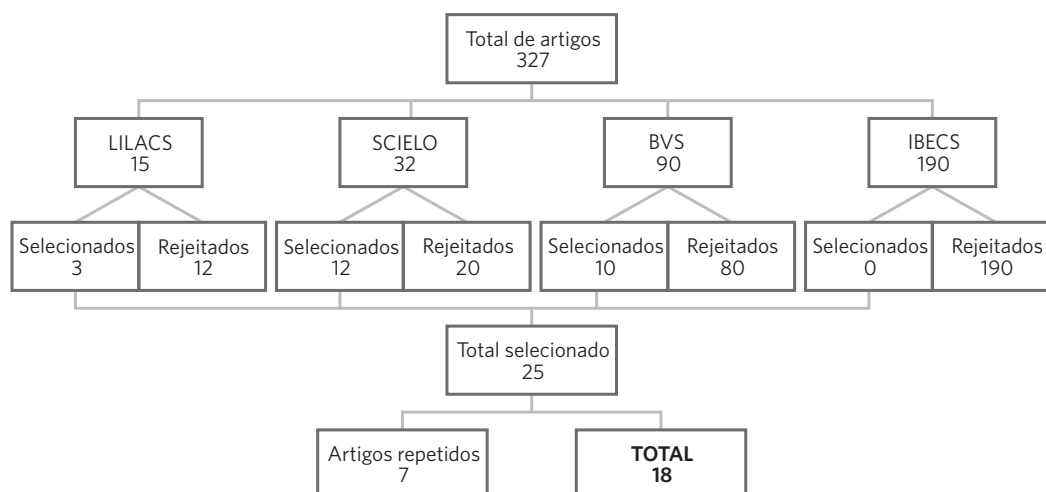 Total de artigos
327
LILACS
15
SCIELO
32
BVS
90
IBECS
190
Selecionados
3
Rejeitados
12
Selecionados
12
Rejeitados
20
Selecionados
10
Rejeitados
80
Selecionados
0
Rejeitados
190
Total selecionado
25
Artigos repetidos
7
TOTAL
18